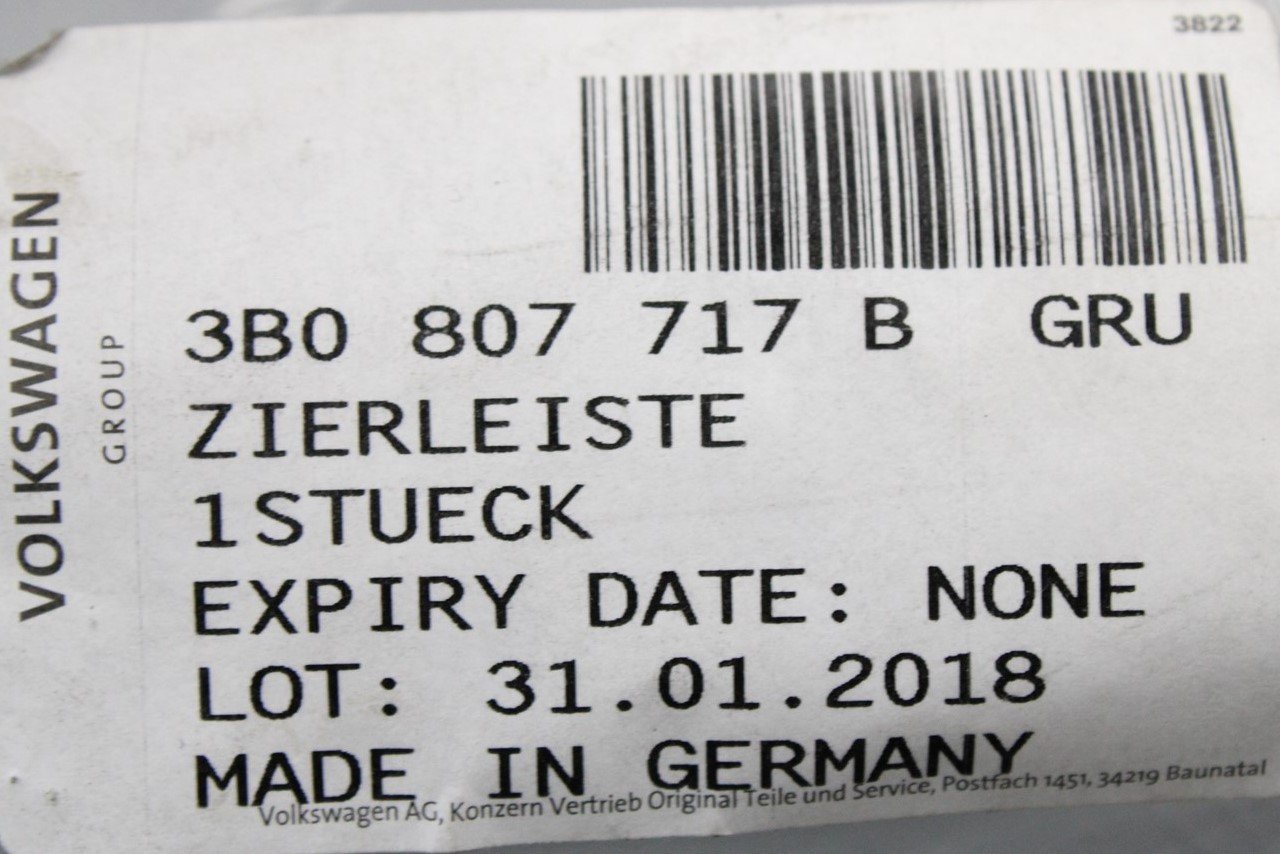 3822
VOLKSWAGEN
GROUP
3B0 807 717 B GRU
ZIERLEISTE
1STUECK
EXPIRY DATE: NONE
LOT: 31.01.2018
MADE IN GERMANY
Volkswagen AG, Konzern Vertrieb Original Teile und Service, Postfach 1451, 34219 Baunatal